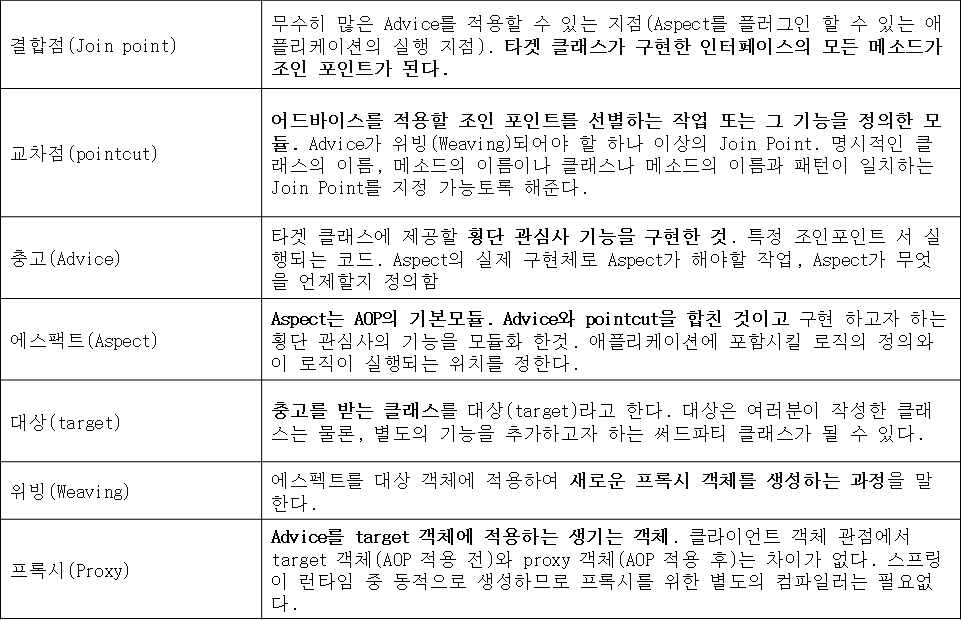 결합점(Join point)
무수히 많은 Advice를 적용할 수 있는 지점(Aspect를 플러그인 할 수 있는 애
플리케이션의 실행 지점). 타겟 클래스가 구현한 인터페이스의 모든 메소드가
조인 포인트가 된다.
교차점(pointcut)
어드바이스를 적용할 조인 포인트를 선별하는 작업 또는 그 기능을 정의한 모
듈. Advice가 위빙(Weaving)되어야 할 하나 이상의 Join Point. 명시적인 클
래스의 이름, 메소드의 이름이나 클래스나 메소드의 이름과 패턴이 일치하는
Join Point를 지정 가능토록 해준다.
충고(Advice)
타겟 클래스에 제공할 횡단 관심사 기능을 구현한 것. 특정 조인포인트 서 실
행되는 코드. Aspect의 실제 구현체로 Aspect가 해야할 작업, Aspect가 무엇
을 언제할지 정의함
에스팩트(Aspect)
Aspect는 AOP의 기본모듈. Advice와 pointcut을 합친 것이고 구현 하고자 하는
횡단 관심사의 기능을 모듈화 한것. 애플리케이션에 포함시킬 로직의 정의와
이 로직이 실행되는 위치를 정한다.
대상(target)
충고를 받는 클래스를 대상(target)라고 한다. 대상은 여러분이 작성한 클래
스는 물론, 별도의 기능을 추가하고자 하는 써드파티 클래스가 될 수 있다.
위빙(Weaving)
에스펙트를 대상 객체에 적용하여 새로운 프록시 객체를 생성하는 과정을 말
한다.
프록시(Proxy)
Advice를 target 객체에 적용하는 생기는 객체. 클라이언트 객체 관점에서
target 객체(AOP 적용 전)와 proxy 객체(AOP 적용 후)는 차이가 없다. 스프링
이 런타임 중 동적으로 생성하므로 프록시를 위한 별도의 컴파일러는 필요없
다.